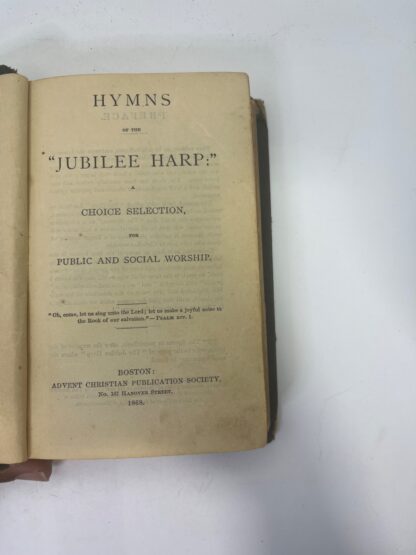 HYMNS
OF THE
"JUBILEE HARP:"
A
CHOICE SELECTION,
FOR
PUBLIC AND SOCIAL WORSHIP.
"Oh, come, let us sing unto the Lord; let us make a joyful noise to
the Rock of our salvation."—PSALM XCV. 1.
BOSTON:
ADVENT CHRISTIAN PUBLICATION SOCIETY,
No. 167 HANOVER STREET.
1868.